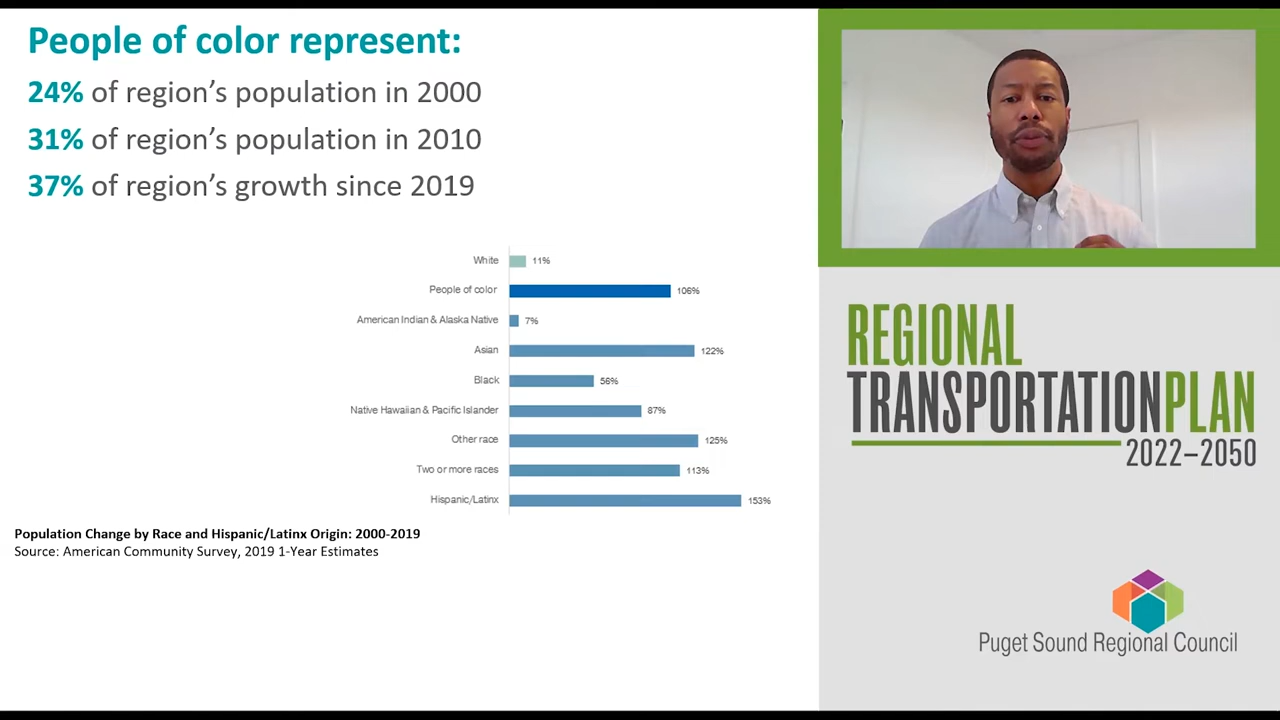 People of color represent:
24% of region's population in 2000
31% of region's population in 2010
37% of region's growth since 2019
White 11%
People of color 106%
American Indian & Alaska Native 7%
Asian 122%
Black 56%
Native Hawaiian & Pacific Islander 87%
Other race 125%
Two or more races 113%
Hispanic/Latinx 153%
Population Change by Race and Hispanic/Latinx Origin: 2000-2019
Source: American Community Survey, 2019 1-Year Estimates
REGIONAL
TRANSPORTATIONPLAN
2022–2050
Puget Sound Regional Council